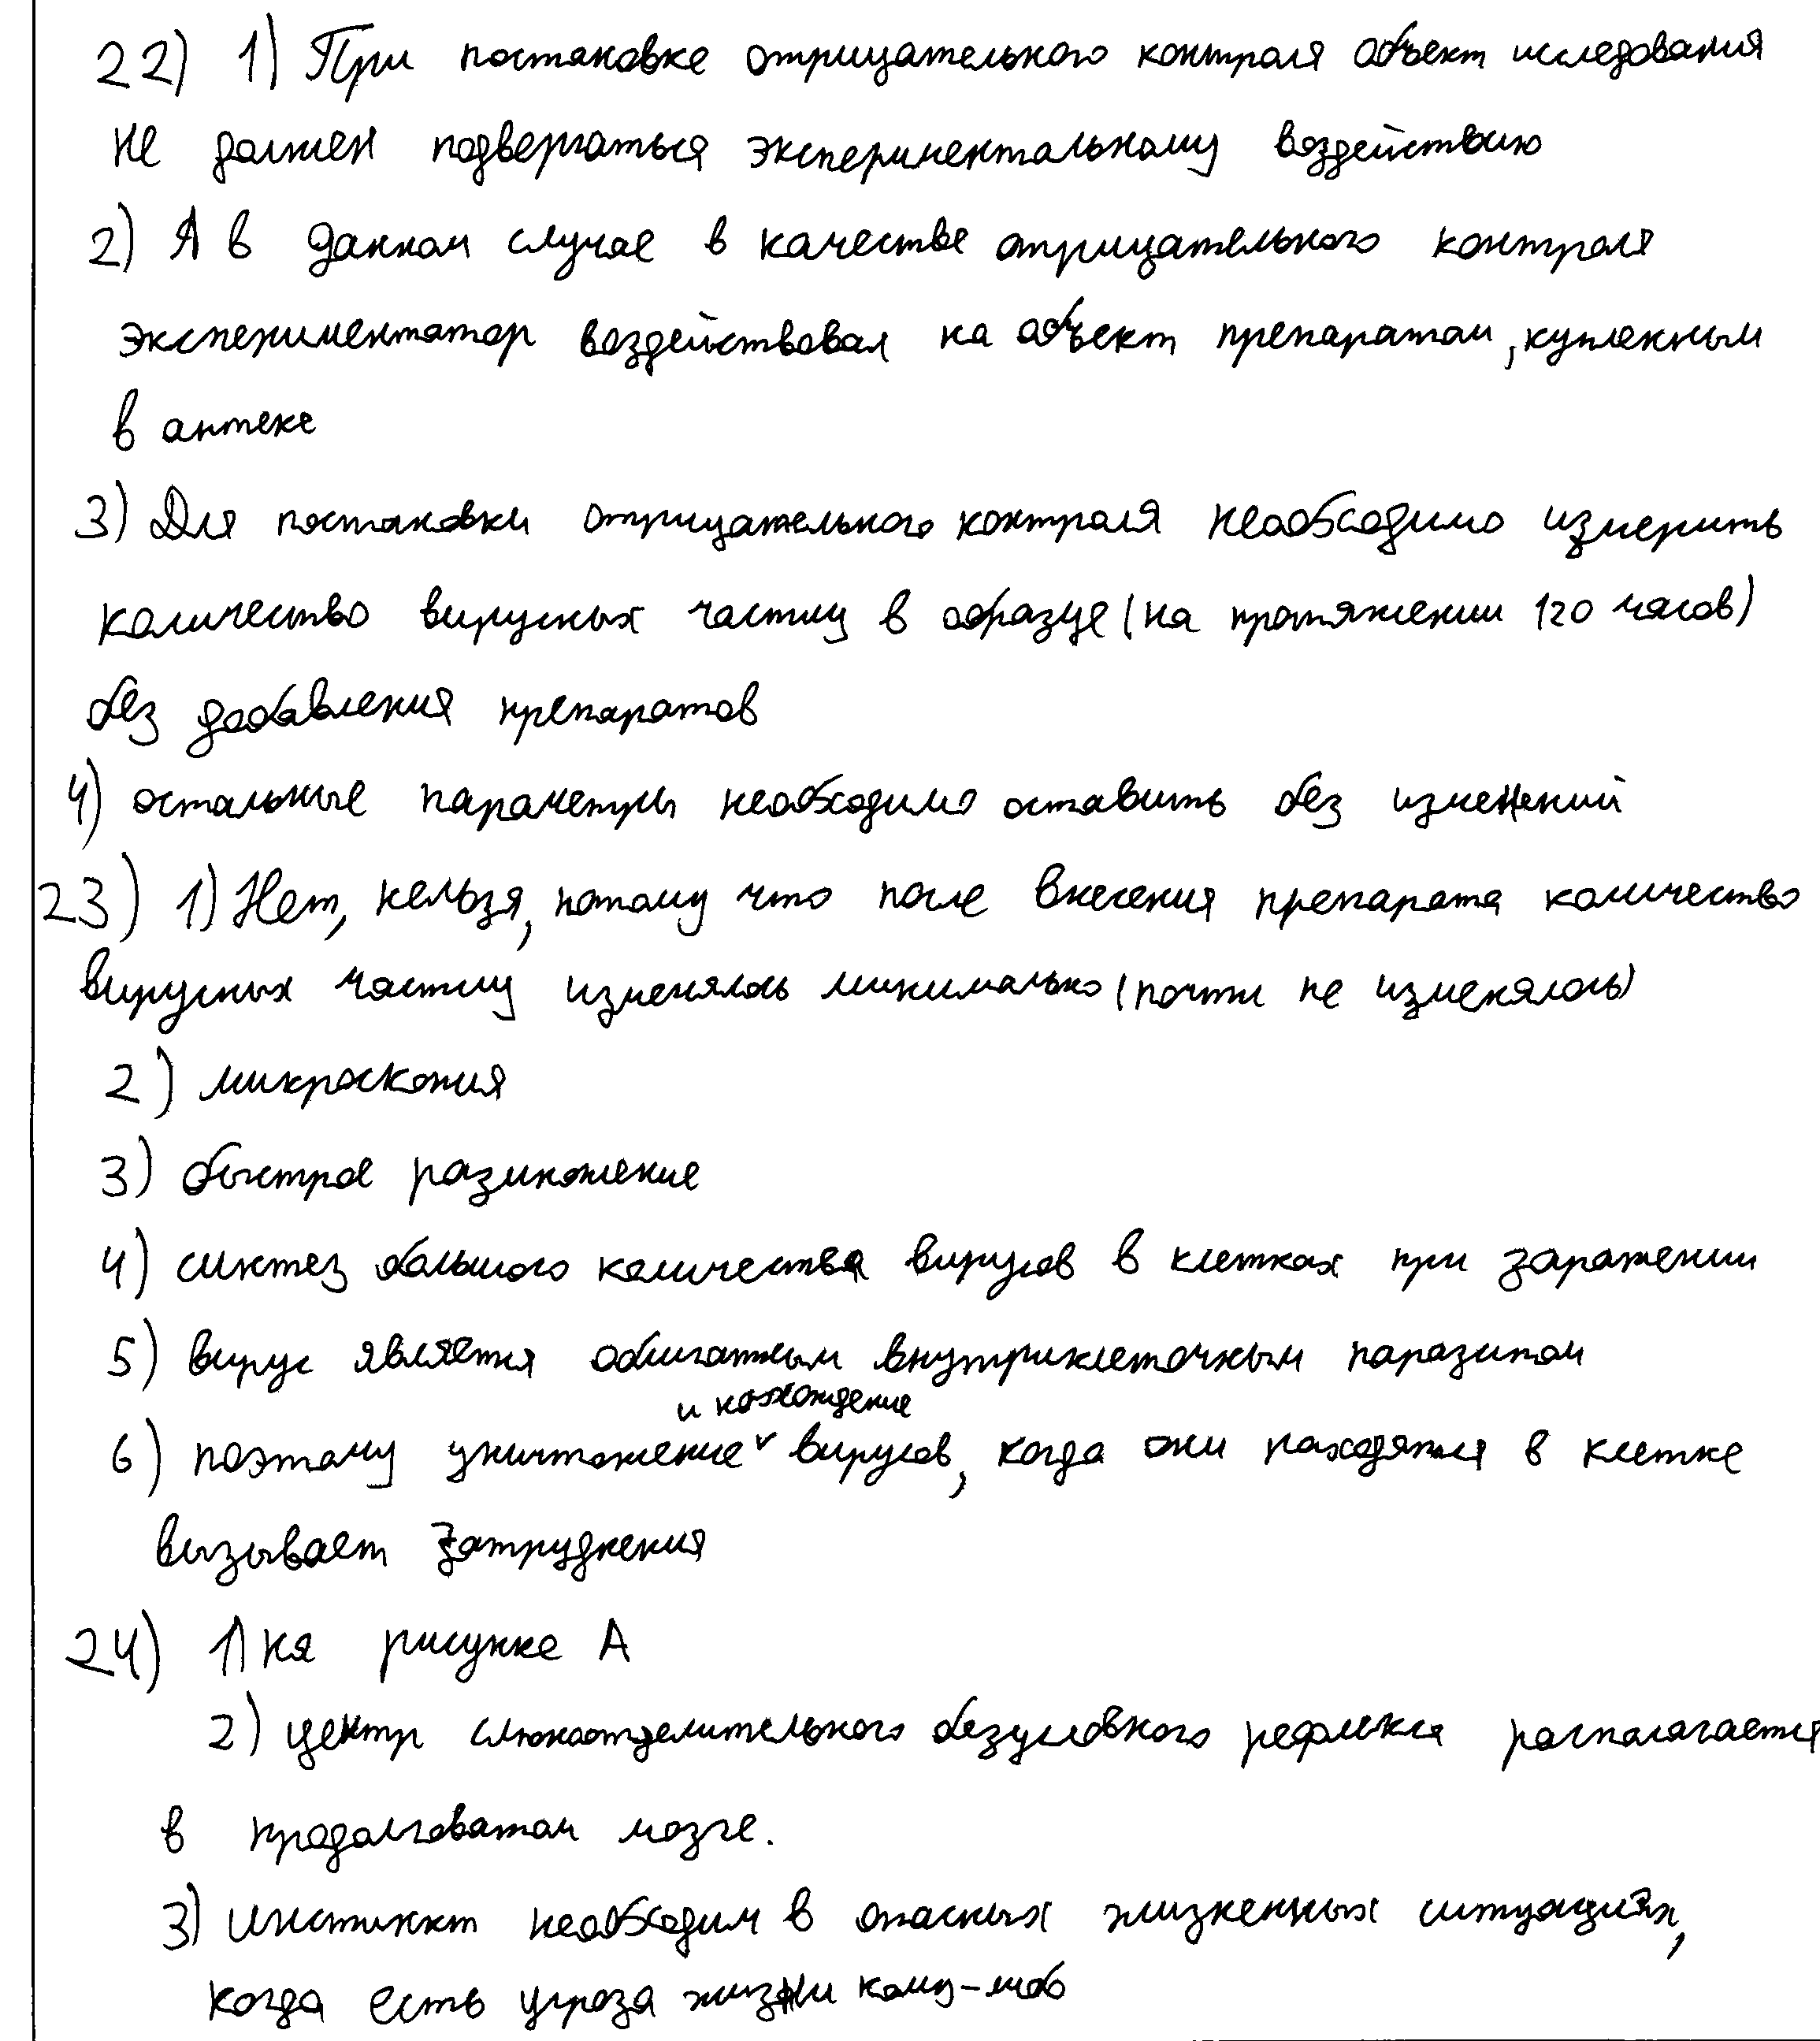 22) 1) При постановке отрицательного контроля объект исследования
не должен подвергаться экспериментальному воздействию
2) А в данном случае в качестве отрицательного контроля
экспериментатор воздействовал на объект препаратом, купленным
в аптеке
3) Для постановки отрицательного контроля необходимо измерить
количество вирусных частиц в образце (на протяжении 120 часов)
без добавления препаратов
4) остальные параметры необходимо оставить без изменений
23) 1) Нет, нельзя, потому что после внесения препарата количество
вирусных частиц изменялось минимально (почти не изменялось)
2) микроскопия
3) быстрое размножение
4) синтез большого количества вирусов в клетках при заражении
5) вирус является облигатным внутриклеточным паразитом
и нахождение
6) поэтому уничтожение вирусов, когда они находятся в клетке
вызывает затруднения
24) 1) на рисунке А
2) центр слюноотделительного безусловного рефлекса располагается
в продолговатом мозге.
3) Инстинкт необходим в опасных жизненных ситуациях,
когда есть угроза жизни кому-либо